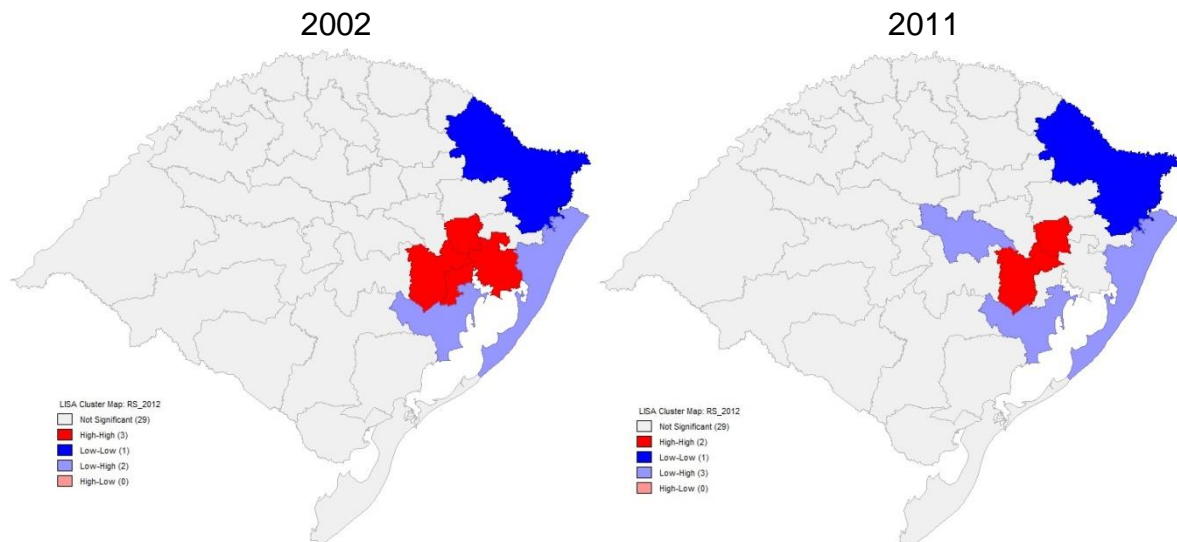 2002
2011
LISA Cluster Map: RS_2012
Not Significant (29)
High-High (3)
Low-Low (1)
Low-High (2)
High-Low (0)
LISA Cluster Map: RS_2012
Not Significant (29)
High-High (2)
Low-Low (1)
Low-High (3)
High-Low (0)